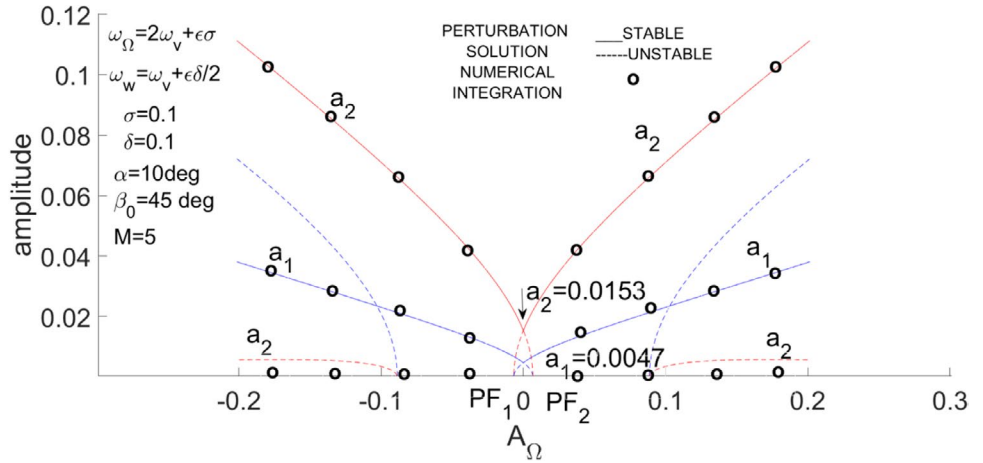 0.12
0.1
0.08
0.06
0.04
0.02
amplitude
ω_Ω=2ω_v+ϵσ
ω_w=ω_v+ϵδ/2
σ=0.1
δ=0.1
α=10deg
β_0=45 deg
M=5
PERTURBATION
SOLUTION
NUMERICAL
INTEGRATION
STABLE
UNSTABLE
a_2
a_2
a_1
a_1
a_2=0.0153
a_1=0.0047
a_2
a_2
-0.2
-0.1
PF_1
0
PF_2
0.1
0.2
0.3
A_Ω